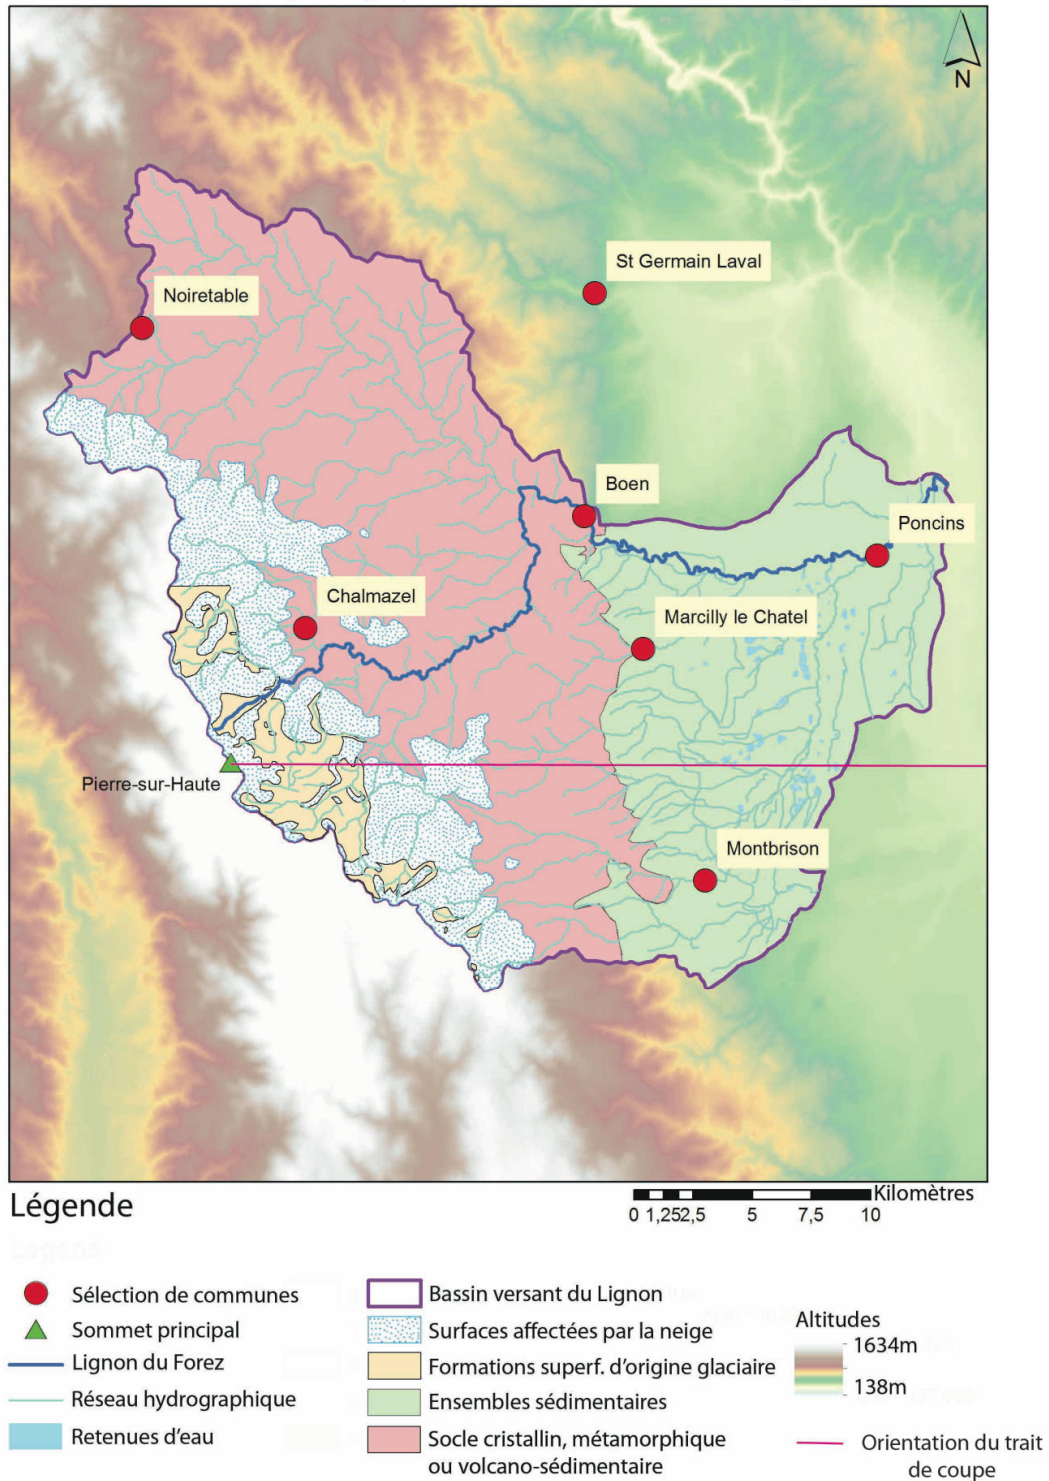 N
St Germain Laval
Noiretable
Boen
Poncins
Chalmazel
Marcilly le Chatel
Pierre-sur-Haute
Montbrison
Légende
Kilomètres
0 1,252,5 5 7,5 10
Sélection de communes
Sommet principal
Lignon du Forez
Réseau hydrographique
Retenues d'eau
Bassin versant du Lignon
Surfaces affectées par la neige
Formations superf. d'origine glaciaire
Ensembles sédimentaires
Socle cristallin, métamorphique
ou volcano-sédimentaire
Altitudes
1634m
138m
Orientation du trait
de coupe